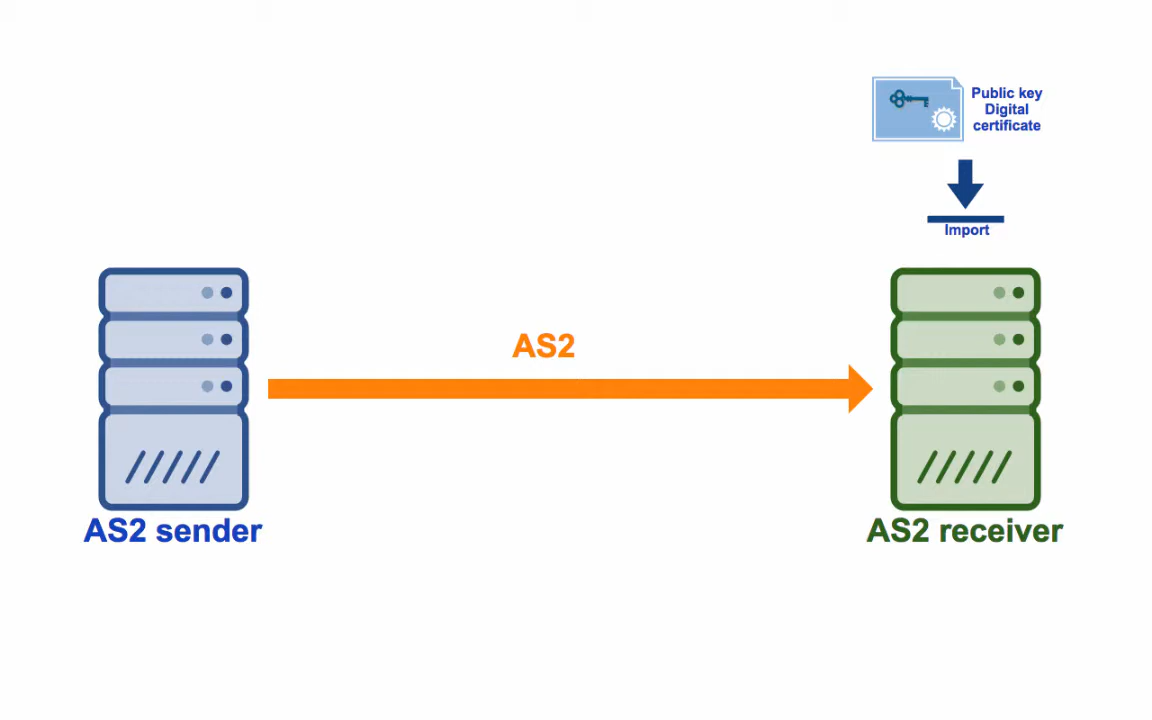 Public key
Digital
certificate
Import
AS2
AS2 sender
AS2 receiver